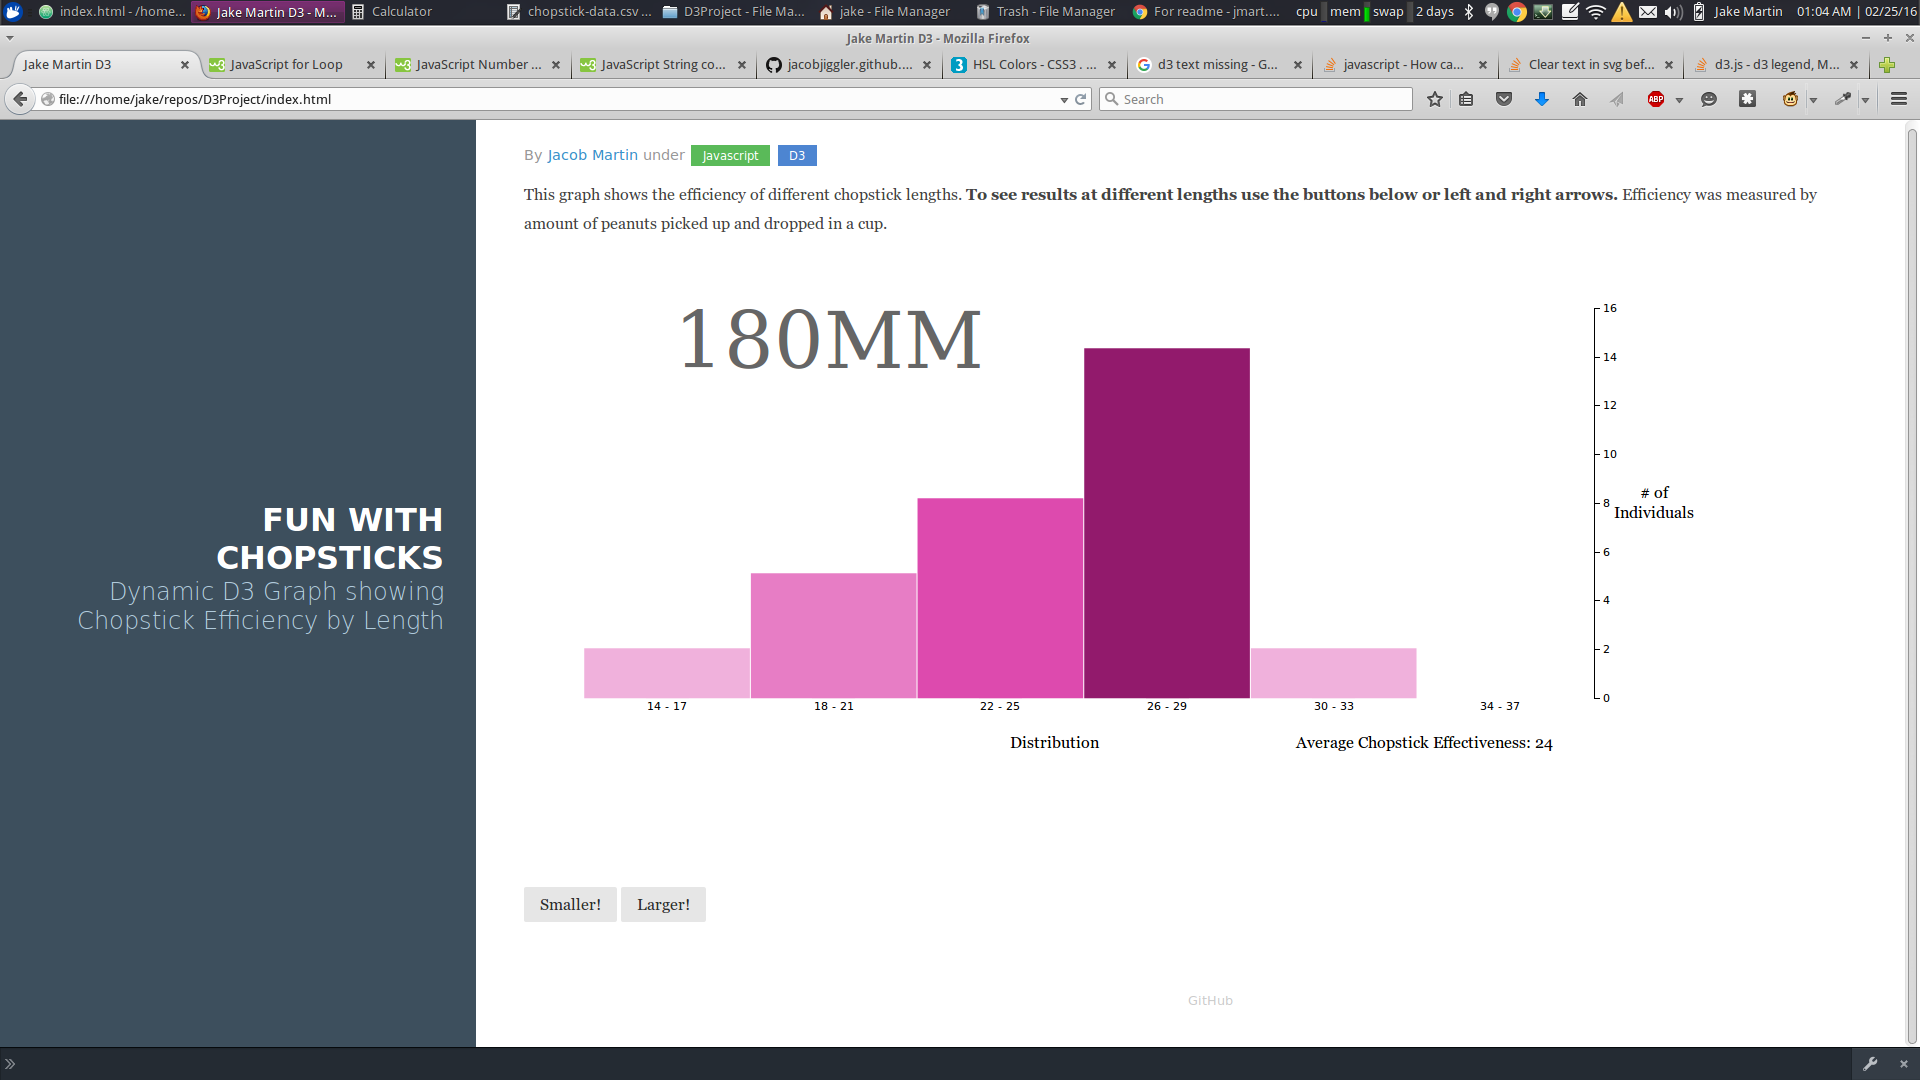 index.html - /home...
Jake Martin D3 - M...
Calculator
chopstick-data.csv ...
D3Project - File Ma...
jake - File Manager
Trash - File Manager
For readme - jmart....
cpu
mem
swap
2 days
Jake Martin
01:04 AM | 02/25/16
Jake Martin D3 - Mozilla Firefox
Jake Martin D3
JavaScript for Loop
JavaScript Number ...
JavaScript String co...
jacobjiggler.github....
HSL Colors - CSS3 . ...
d3 text missing - G...
javascript - How ca...
Clear text in svg bef...
d3.js - d3 legend, M...
file:///home/jake/repos/D3Project/index.html
Search
ABP
By Jacob Martin under Javascript D3
This graph shows the efficiency of different chopstick lengths. To see results at different lengths use the buttons below or left and right arrows. Efficiency was measured by
amount of peanuts picked up and dropped in a cup.
FUN WITH
CHOPSTICKS
Dynamic D3 Graph showing
Chopstick Efficiency by Length
180MM
16
14
12
10
8
6
4
2
0
# of
Individuals
14 - 17
18 - 21
22 - 25
26 - 29
30 - 33
34 - 37
Distribution
Average Chopstick Effectiveness: 24
Smaller!
Larger!
GitHub